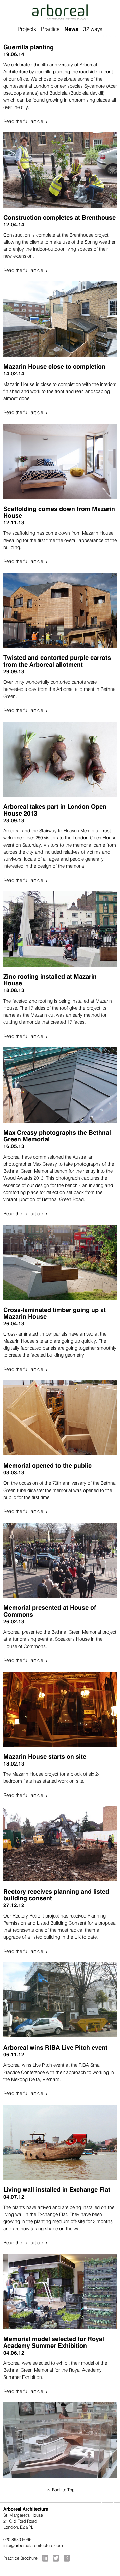 arboreal
Projects Practice News 32 ways
Guerrilla planting
19.06.14
We celebrated the 4th anniversary of Arboreal
Architecture by guerrilla planting the roadside in front
of our office. We chose to celebrate some of the
quintessential London pioneer species Sycamore (Acer
pseudoplatanus) and Buddleia (Buddleia davidii)
which can be found growing in unpromising places all
over the city.
Read the full article ›
Construction completes at Brenthouse
12.04.14
Construction is complete at the Brenthouse project
allowing the clients to make use of the Spring weather
and enjoy the indoor-outdoor living spaces of their
new extension.
Read the full article ›
Mazarin House close to completion
14.02.14
Mazarin House is close to completion with the interiors
completed and work to the front and rear landscaping
almost done.
Read the full article ›
Scaffolding comes down from Mazarin
House
12.11.13
The scaffolding has come down from Mazarin House
revealing for the first time the overall appearance of the
building.
Read the full article ›
Twisted and contorted purple carrots
from the Arboreal allotment
29.09.13
Over thirty wonderfully contorted carrots were
harvested today from the Arboreal allotment in Bethnal
Green.
Read the full article ›
Arboreal takes part in London Open
House 2013
23.09.13
Arboreal and the Stairway to Heaven Memorial Trust
welcomed over 250 visitors to the London Open House
event on Saturday. Visitors to the memorial came from
across the city and included relatives of victims and
survivors, locals of all ages and people generally
interested in the design of the memorial.
Read the full article ›
Zinc roofing installed at Mazarin
House
18.08.13
The faceted zinc roofing is being installed at Mazarin
House. The 17 sides of the roof give the project its
name as the Mazarin cut was an early method for
cutting diamonds that created 17 faces.
Read the full article ›
Max Creasy photographs the Bethnal
Green Memorial
16.05.13
Arboreal have commissioned the Australian
photographer Max Creasy to take photographs of the
Bethnal Green Memorial bench for their entry into the
Wood Awards 2013. This photograph captures the
essence of our design for the bench - an inviting and
comforting place for reflection set back from the
vibrant junction of Bethnal Green Road.
Read the full article ›
Cross-laminated timber going up at
Mazarin House
26.04.13
Cross-laminated timber panels have arrived at the
Mazarin House site and are going up quickly. The
digitally fabricated panels are going together smoothly
to create the faceted building geometry.
Read the full article ›
Memorial opened to the public
03.03.13
On the occasion of the 70th anniversary of the Bethnal
Green tube disaster the memorial was opened to the
public for the first time.
Read the full article ›
Memorial presented at House of
Commons
26.02.13
Arboreal presented the Bethnal Green Memorial project
at a fundraising event at Speaker's House in the
House of Commons.
Read the full article ›
Mazarin House starts on site
18.02.13
The Mazarin House project for a block of six 2-
bedroom flats has started work on site.
Read the full article ›
Rectory receives planning and listed
building consent
27.12.12
Our Rectory Retrofit project has received Planning
Permission and Listed Building Consent for a proposal
that represents one of the most radical thermal
upgrade of a listed building in the UK to date.
Read the full article ›
Arboreal wins RIBA Live Pitch event
06.11.12
Arboreal wins Live Pitch event at the RIBA Small
Practice Conference with their approach to working in
the Mekong Delta, Vietnam.
Read the full article ›
Living wall installed in Exchange Flat
04.07.12
The plants have arrived and are being installed into the
living wall in the Exchange Flat. They have been
growing in the planting medium off-site for 3 months
and are now taking shape on the wall.
Read the full article ›
Memorial model selected for Royal
Academy Summer Exhibition
04.06.12
Arboreal were selected to exhibit their model of the
Bethnal Green Memorial for the Royal Academy
Summer Exhibition.
Read the full article ›
Back to Top
Arboreal Architecture
St. Margaret's House
21 Old Ford Road
London, E2 9PL
020 8980 5066
info@arborealarchitecture.com
Practice Brochure